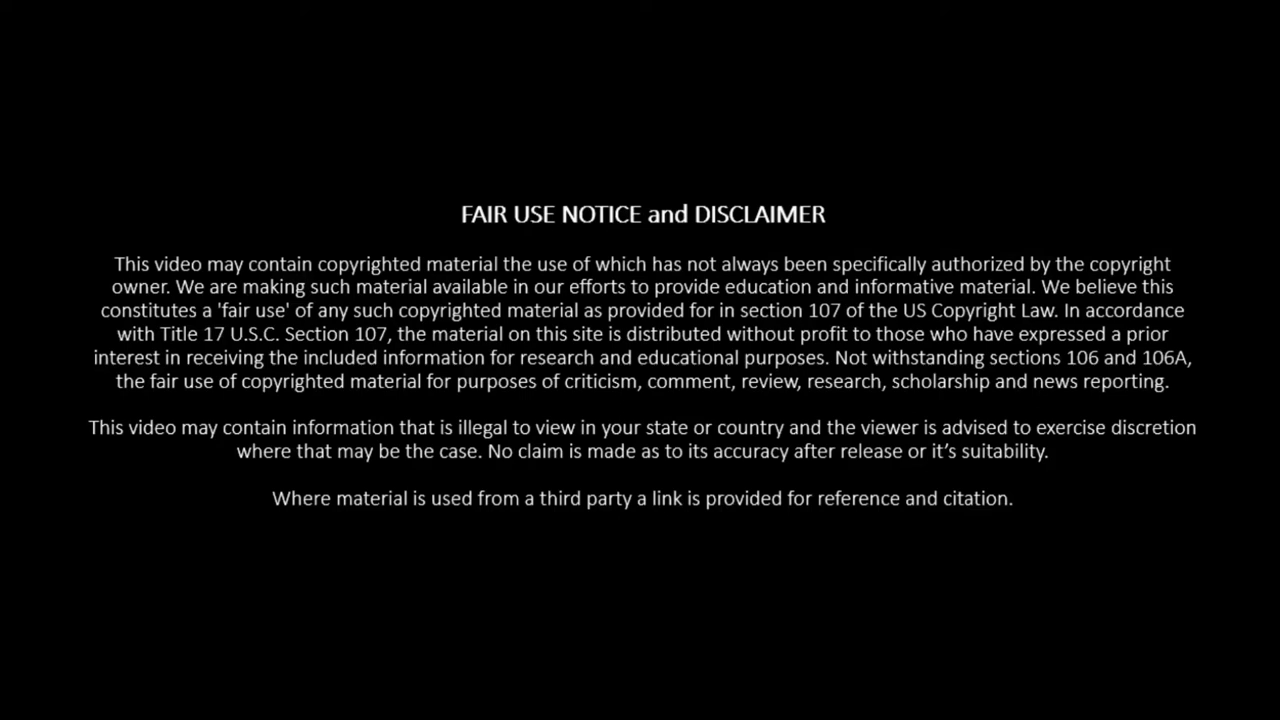 FAIR USE NOTICE and DISCLAIMER
This video may contain copyrighted material the use of which has not always been specifically authorized by the copyright
owner. We are making such material available in our efforts to provide education and informative material. We believe this
constitutes a 'fair use' of any such copyrighted material as provided for in section 107 of the US Copyright Law. In accordance
with Title 17 U.S.C. Section 107, the material on this site is distributed without profit to those who have expressed a prior
interest in receiving the included information for research and educational purposes. Not withstanding sections 106 and 106A,
the fair use of copyrighted material for purposes of criticism, comment, review, research, scholarship and news reporting.
This video may contain information that is illegal to view in your state or country and the viewer is advised to exercise discretion
where that may be the case. No claim is made as to its accuracy after release or it’s suitability.
Where material is used from a third party a link is provided for reference and citation.